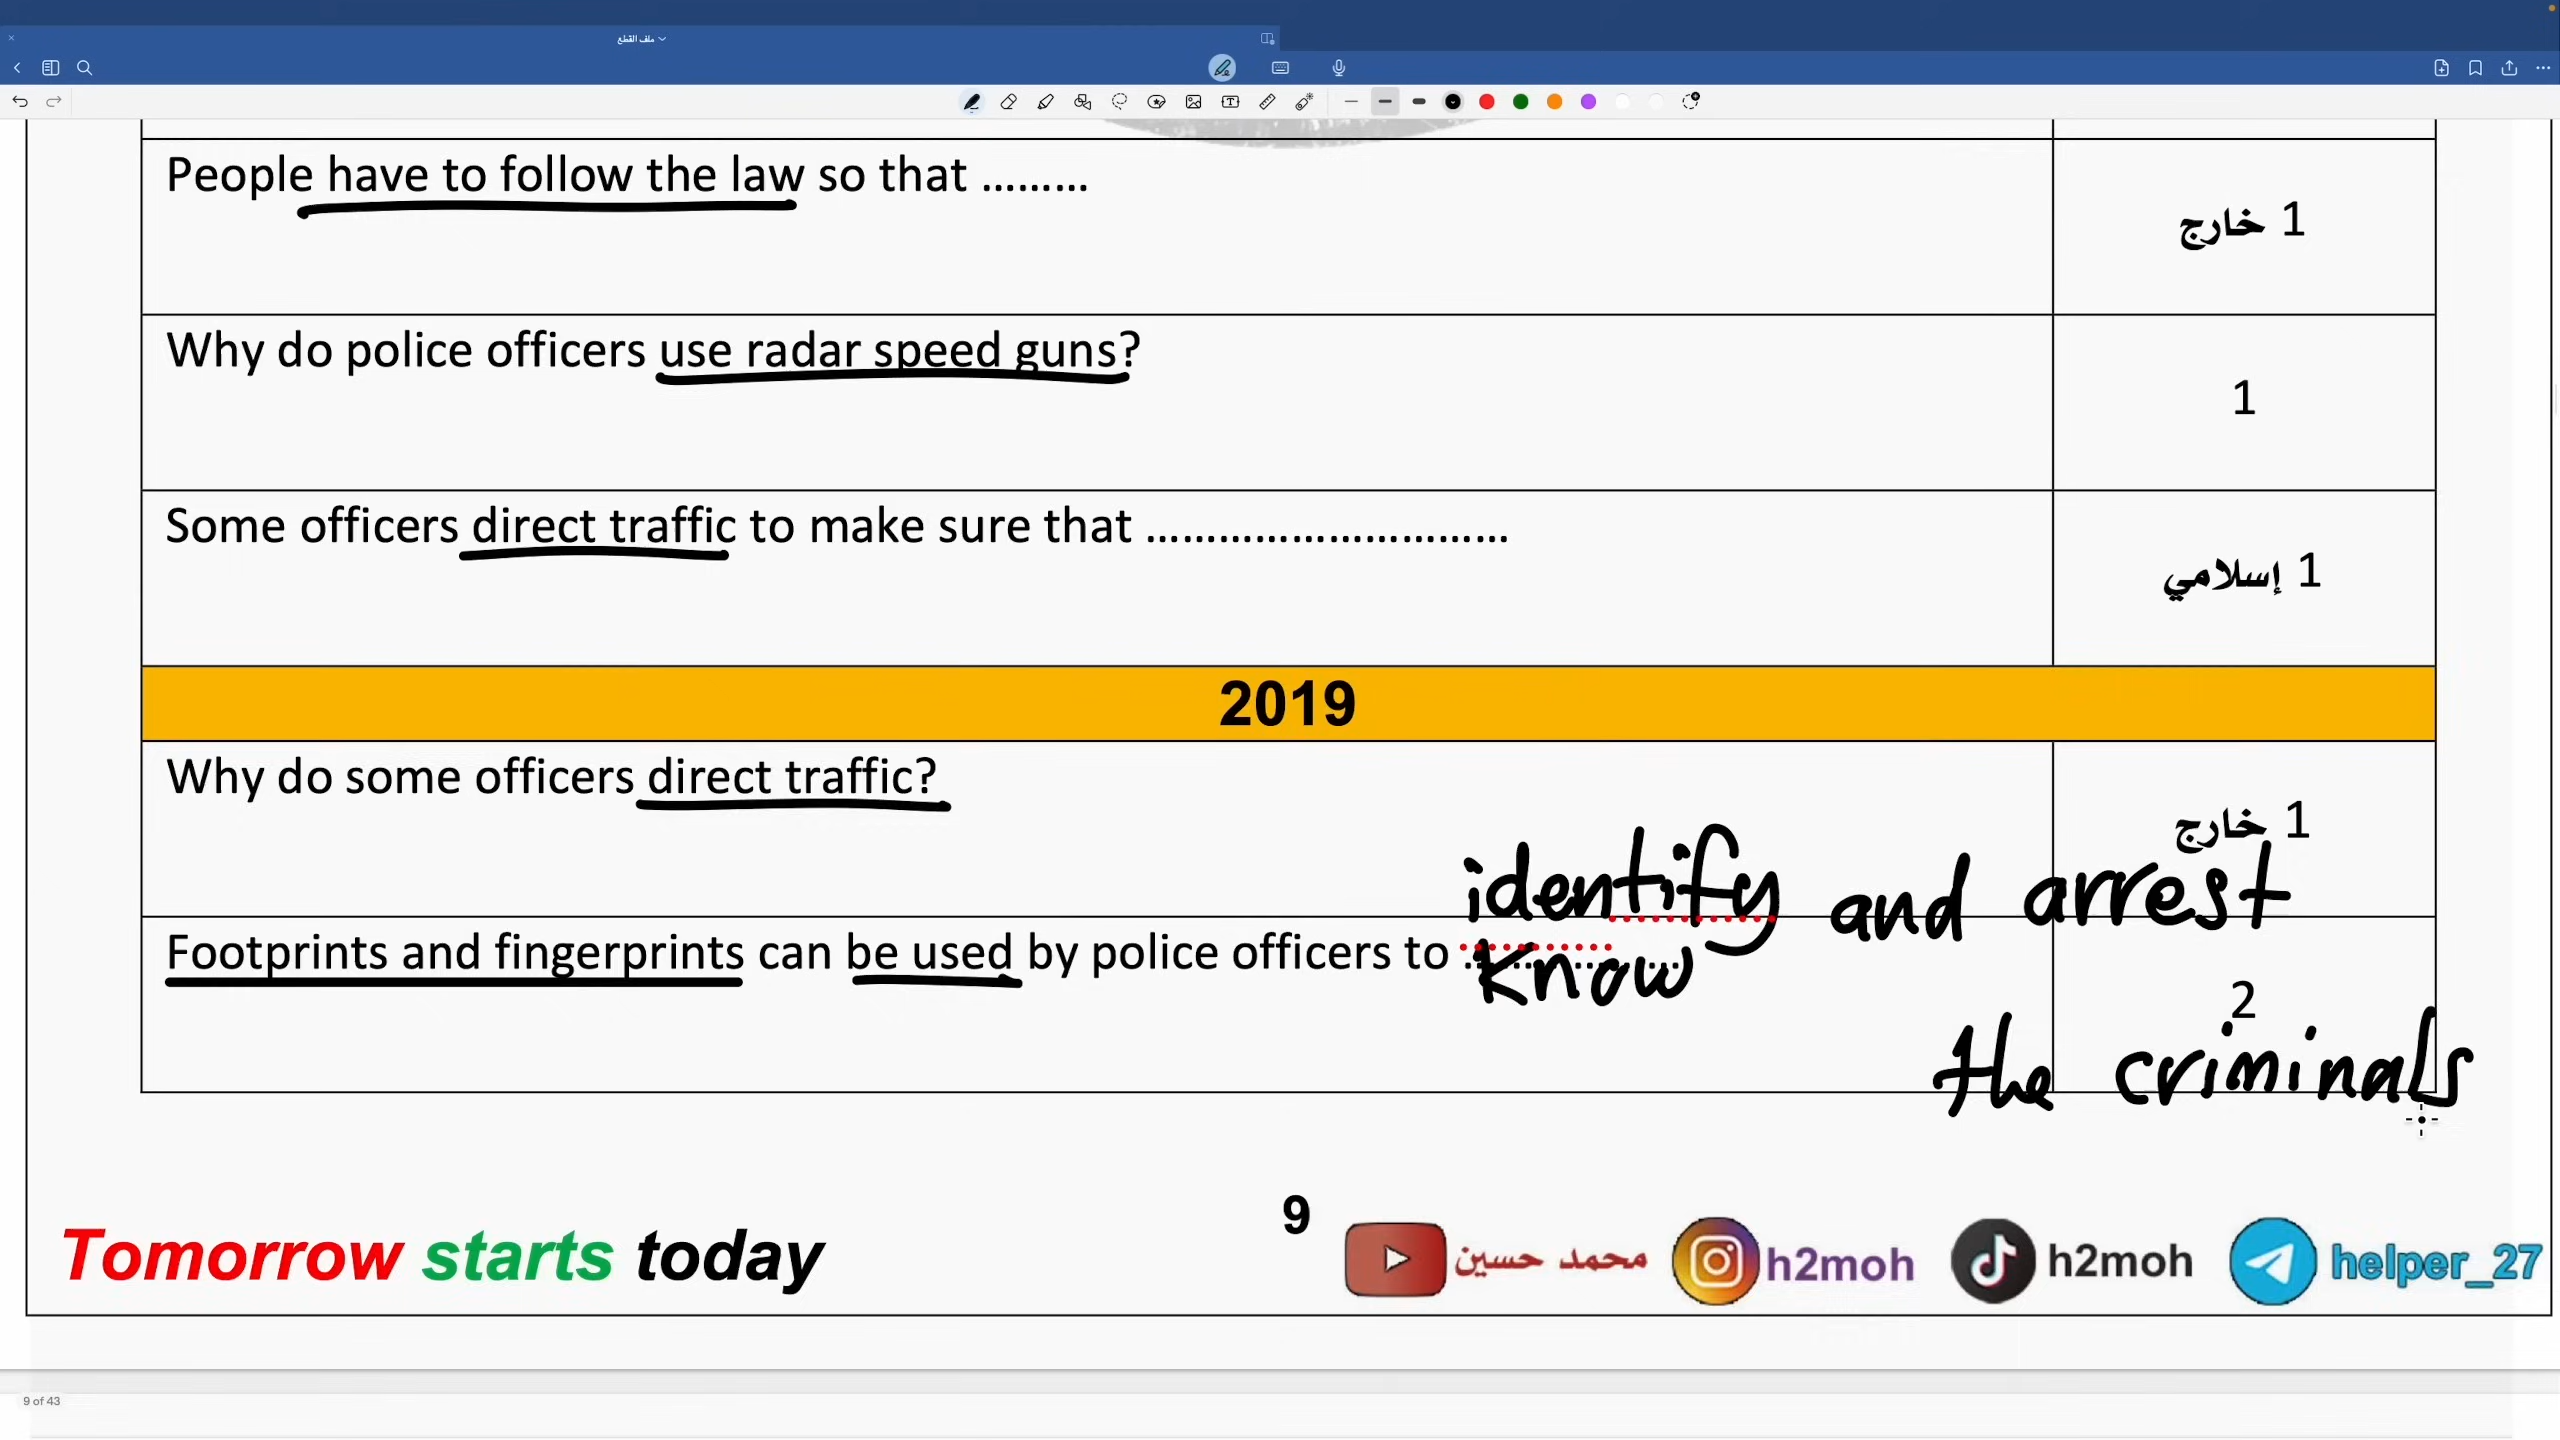 ملف القطع
People have to follow the law so that .........
1 خارج
Why do police officers use radar speed guns?
1
Some officers direct traffic to make sure that ..............................
1 إسلامي
2019
Why do some officers direct traffic?
1 خارج
identify and arrest
Footprints and fingerprints can be used by police officers to ..................
know
2
the criminals
Tomorrow starts today
9
محمد حسين
h2moh
h2moh
helper_27
9 of 43